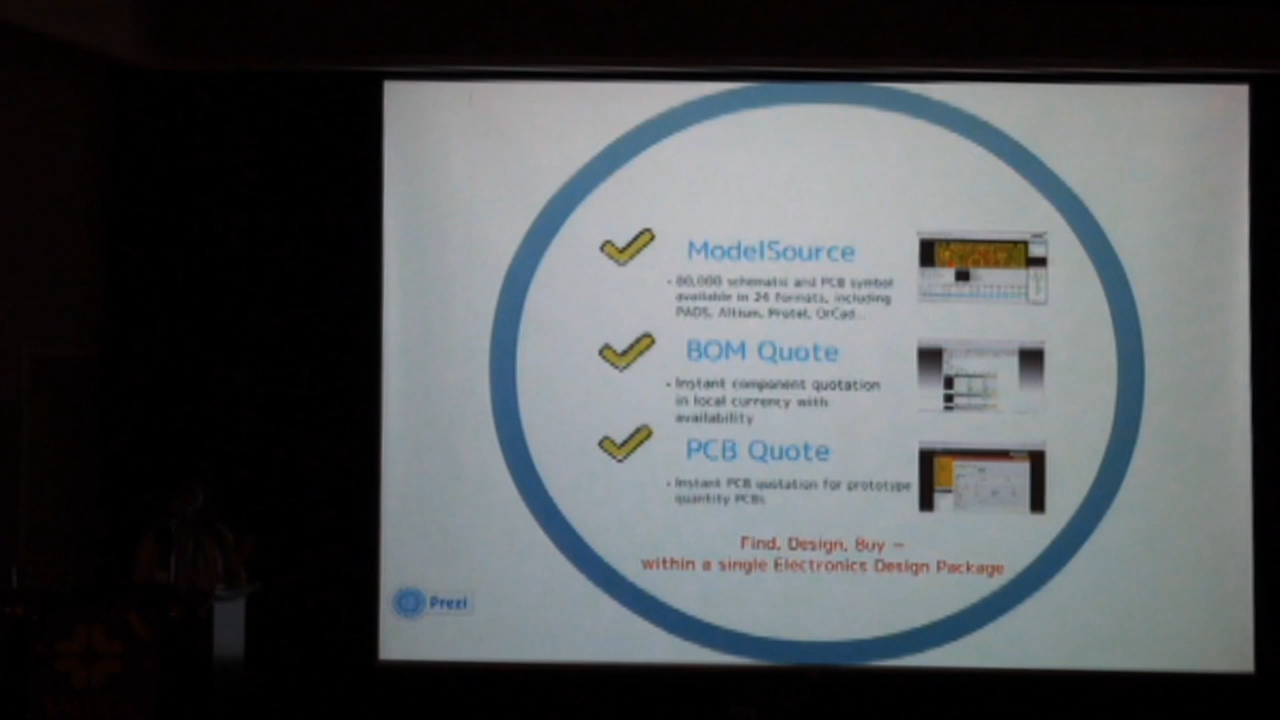 ModelSource
- 80,000 schematic and PCB symbol
available in 24 formats, including
PADS, Altium, Protel, OrCad...
BOM Quote
- Instant component quotation
in local currency with
availability
PCB Quote
- Instant PCB quotation for prototype
quantity PCBs
Find, Design, Buy –
within a single Electronics Design Package
Prezi